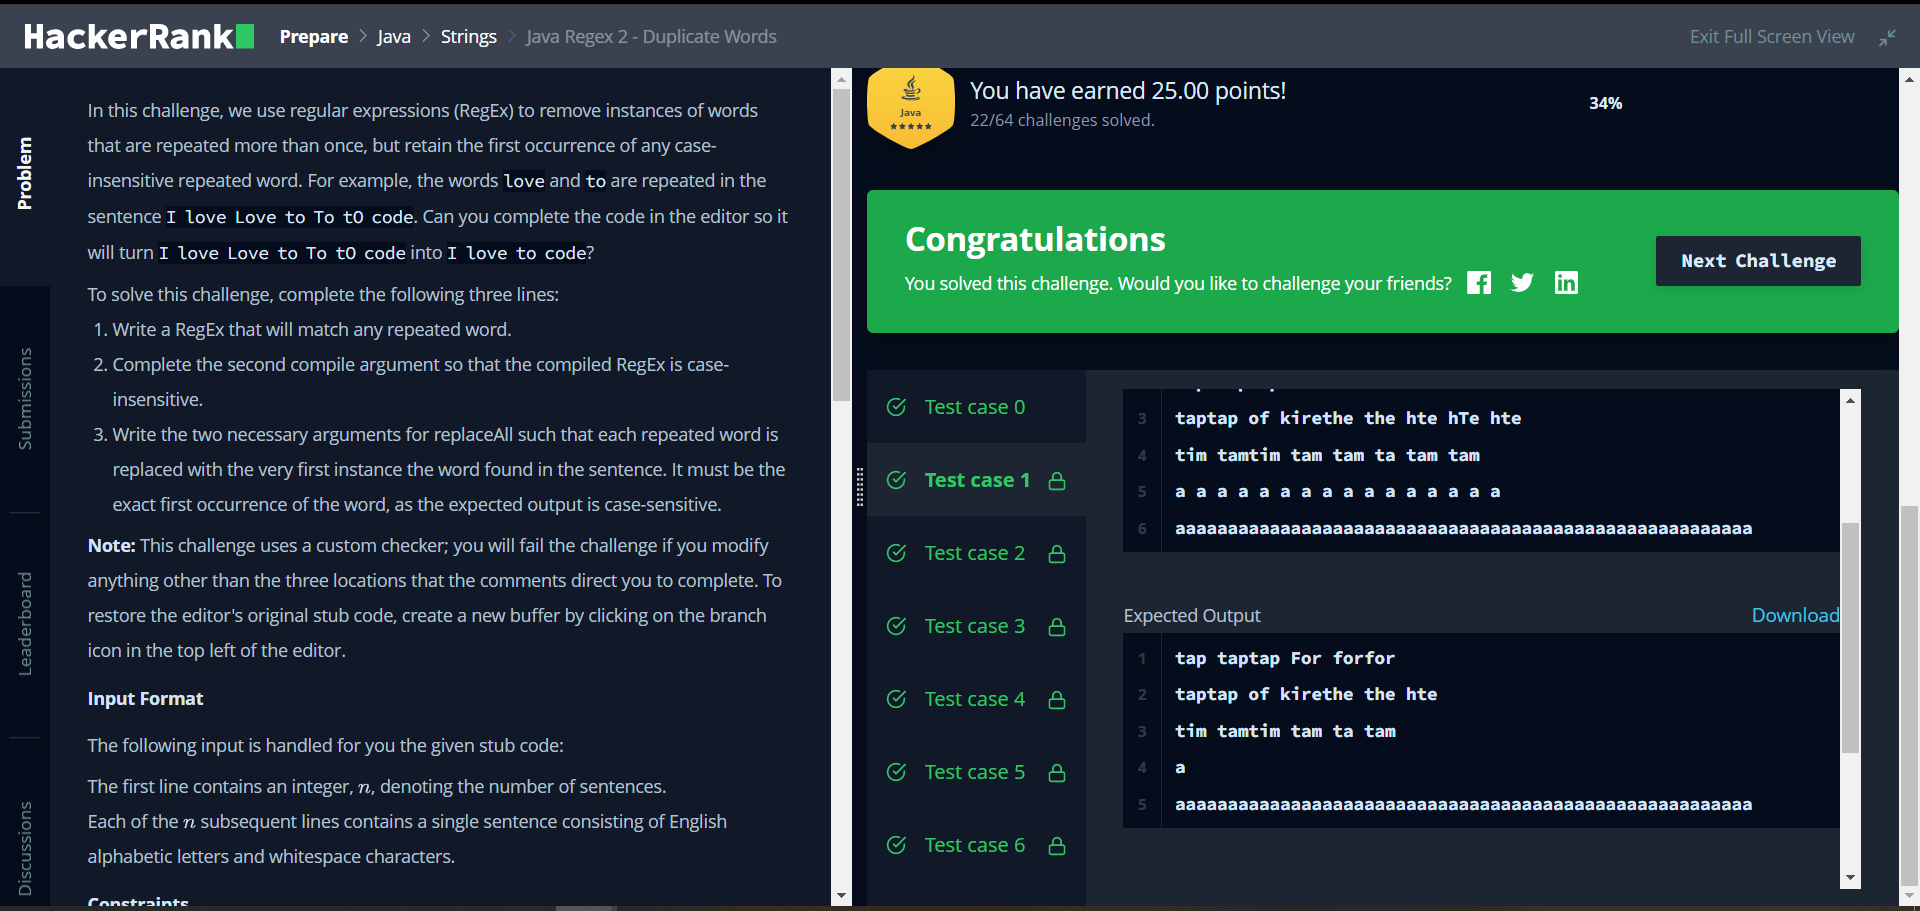 HackerRank Prepare > Java > Strings > Java Regex 2 - Duplicate Words Exit Full Screen View
Problem
Submissions
Leaderboard
Discussions
In this challenge, we use regular expressions (RegEx) to remove instances of words
that are repeated more than once, but retain the first occurrence of any case-
insensitive repeated word. For example, the words love and to are repeated in the
sentence I love Love to To tO code. Can you complete the code in the editor so it
will turn I love Love to To tO code into I love to code?
To solve this challenge, complete the following three lines:
1. Write a RegEx that will match any repeated word.
2. Complete the second compile argument so that the compiled RegEx is case-
insensitive.
3. Write the two necessary arguments for replaceAll such that each repeated word is
replaced with the very first instance the word found in the sentence. It must be the
exact first occurrence of the word, as the expected output is case-sensitive.
Note: This challenge uses a custom checker; you will fail the challenge if you modify
anything other than the three locations that the comments direct you to complete. To
restore the editor's original stub code, create a new buffer by clicking on the branch
icon in the top left of the editor.
Input Format
The following input is handled for you the given stub code:
The first line contains an integer, n, denoting the number of sentences.
Each of the n subsequent lines contains a single sentence consisting of English
alphabetic letters and whitespace characters.
Constraints
Java
You have earned 25.00 points!
22/64 challenges solved.
34%
Congratulations
You solved this challenge. Would you like to challenge your friends?
Next Challenge
Test case 0
Test case 1
Test case 2
Test case 3
Test case 4
Test case 5
Test case 6
3 taptap of kirethe the hte hTe hte
4 tim tamtim tam tam ta tam tam
5 a a a a a a a a a a a a a a a a
6 aaaaaaaaaaaaaaaaaaaaaaaaaaaaaaaaaaaaaaaaaaaaaaaaaaaaaaa
Expected Output Download
1 tap taptap For forfor
2 taptap of kirethe the hte
3 tim tamtim tam ta tam
4 a
5 aaaaaaaaaaaaaaaaaaaaaaaaaaaaaaaaaaaaaaaaaaaaaaaaaaaaaaa